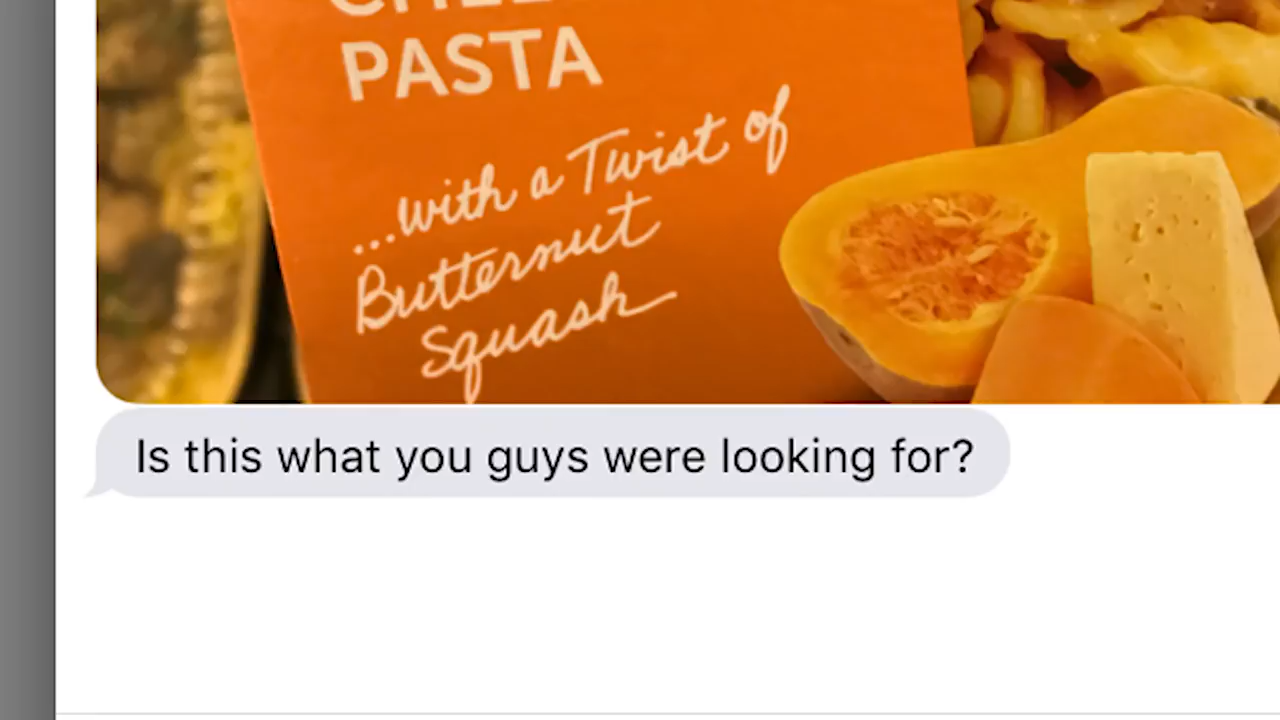 PASTA
...with a Twist of
Butternut
Squash
Is this what you guys were looking for?